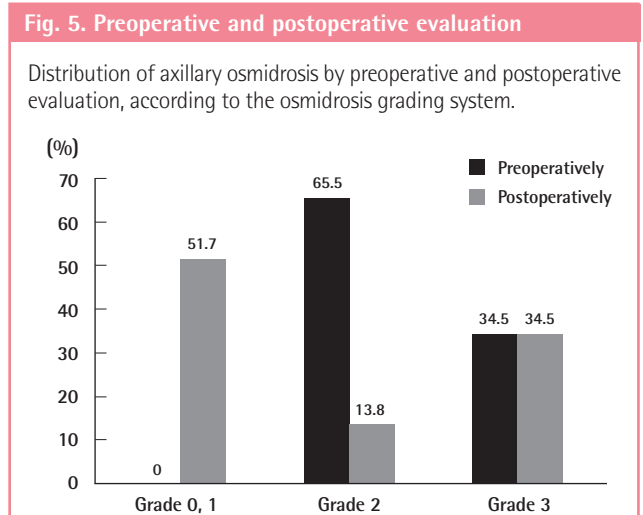 Fig. 5. Preoperative and postoperative evaluation
Distribution of axillary osmidrosis by preoperative and postoperative
evaluation, according to the osmidrosis grading system.
(%)
Preoperatively
Postoperatively
70
60
50
40
30
20
10
0
0
51.7
65.5
13.8
34.5
34.5
Grade 0, 1
Grade 2
Grade 3